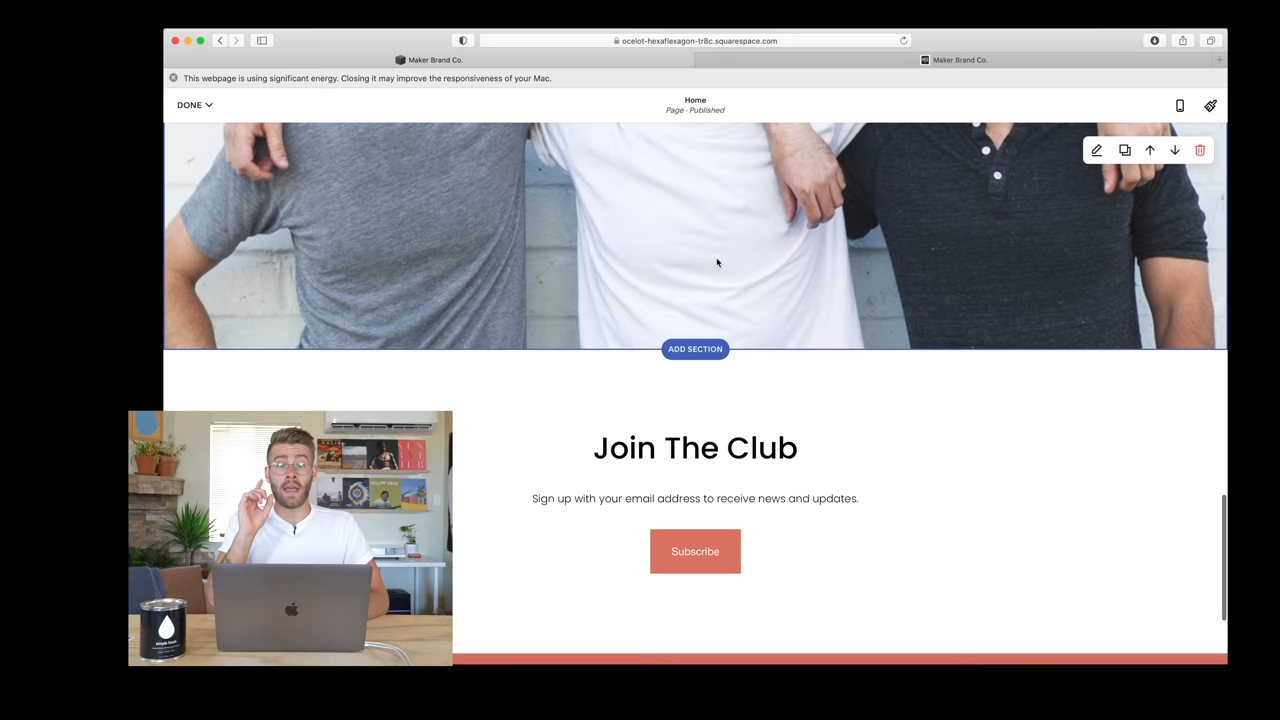 ocelot-hexaflexagon-tr8c.squarespace.com
Maker Brand Co.
Maker Brand Co.
This webpage is using significant energy. Closing it may improve the responsiveness of your Mac.
DONE
Home
Page · Published
ADD SECTION
Join The Club
Sign up with your email address to receive news and updates.
Subscribe
simple finish